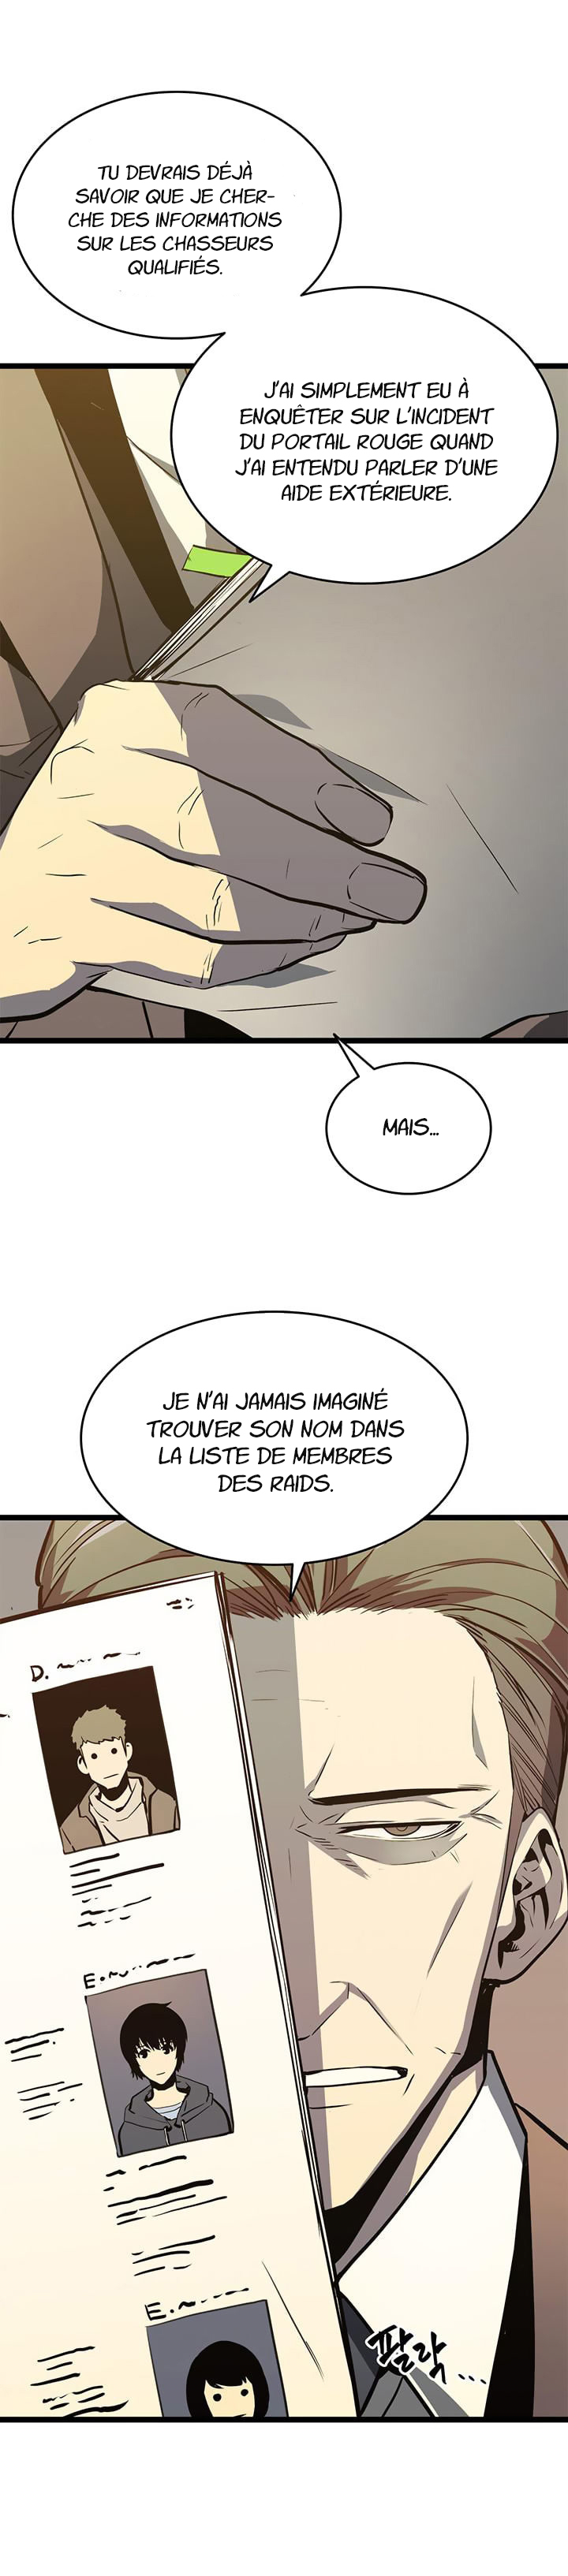 TU DEVRAIS DÉJÀ
SAVOIR QUE JE CHER-
CHE DES INFORMATIONS
SUR LES CHASSEURS
QUALIFIÉS.
J'AI SIMPLEMENT EU À
ENQUÊTER SUR L'INCIDENT
DU PORTAIL ROUGE QUAND
J'AI ENTENDU PARLER D'UNE
AIDE EXTÉRIEURE.
MAIS...
JE N'AI JAMAIS IMAGINÉ
TROUVER SON NOM DANS
LA LISTE DE MEMBRES
DES RAIDS.
D.
E.
E.
팔락...